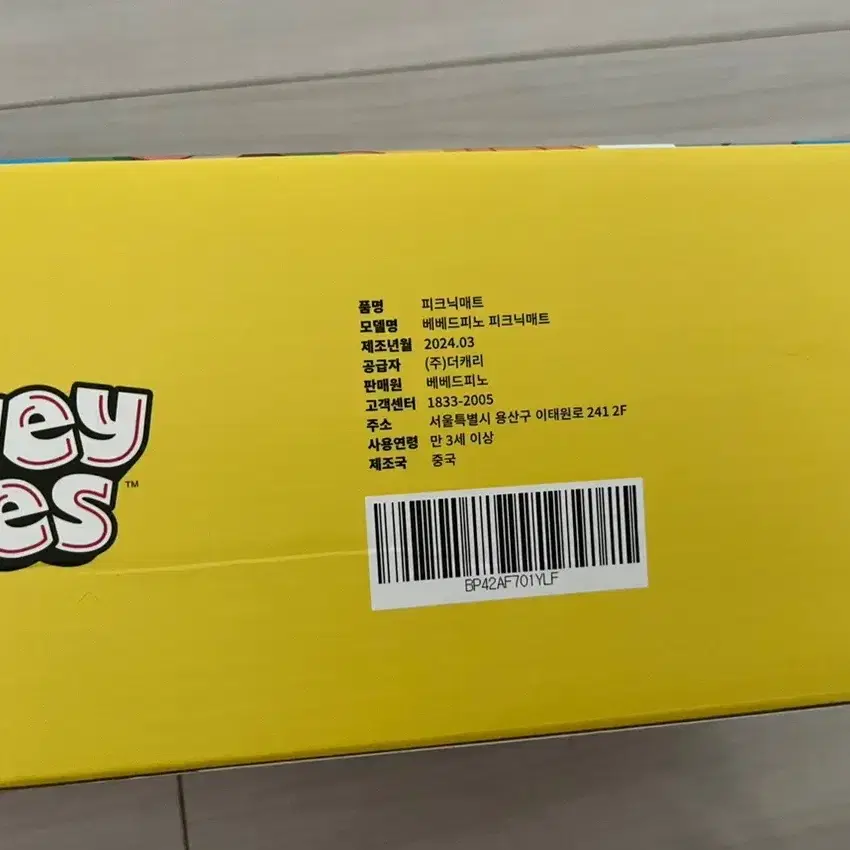 품명 피크닉매트
모델명 베베드피노 피크닉매트
제조년월 2024.03
공급자 (주)더캐리
판매원 베베드피노
고객센터 1833-2005
주소 서울특별시 용산구 이태원로 241 2F
사용연령 만 3세 이상
제조국 중국
ey
es™
BP42AF701YLF